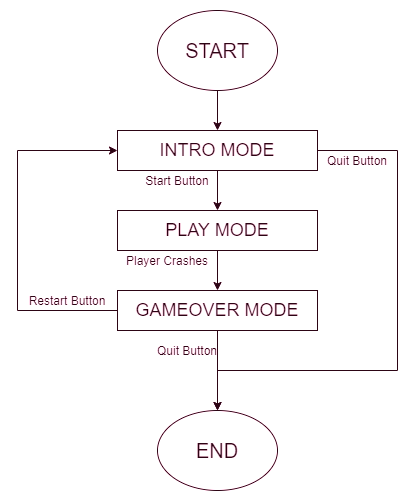 START
INTRO MODE
Quit Button
Start Button
PLAY MODE
Player Crashes
Restart Button
GAMEOVER MODE
Quit Button
END